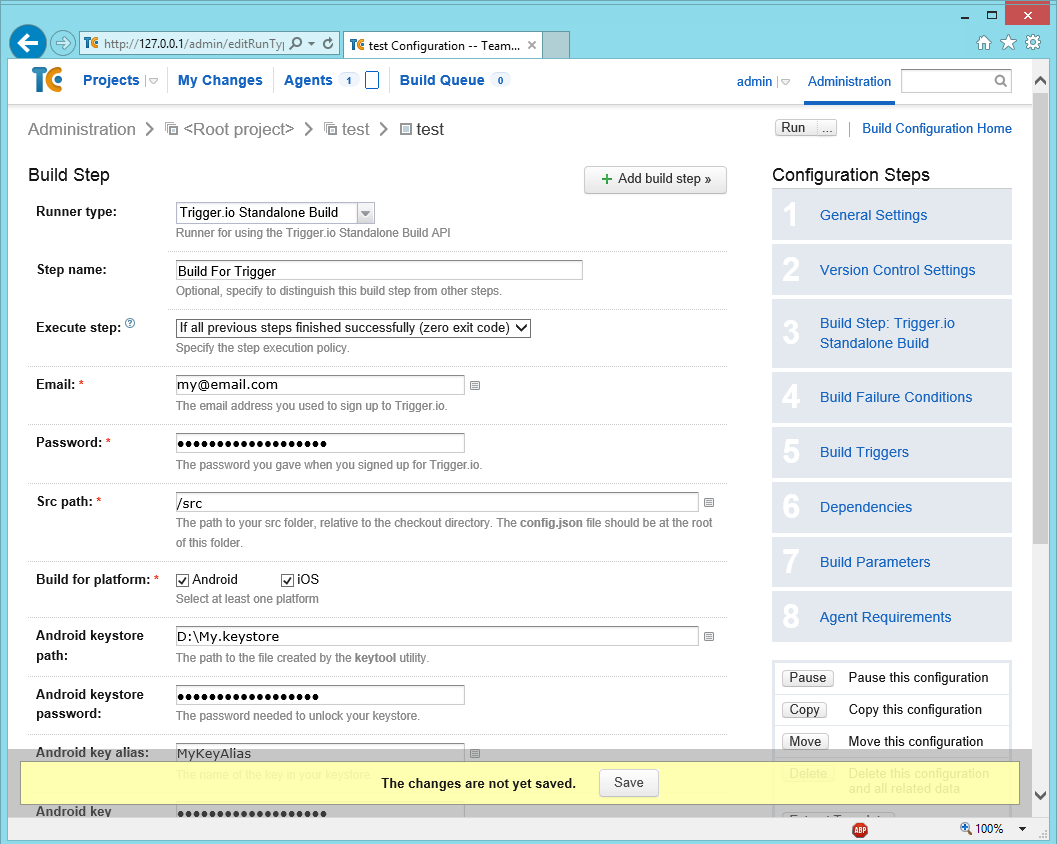 http://127.0.0.1/admin/editRunTyp
TC test Configuration -- Team...
TC Projects My Changes Agents 1 Build Queue 0 admin Administration
Administration <Root project> test test Run ... | Build Configuration Home
Build Step + Add build step » Configuration Steps
Runner type: Trigger.io Standalone Build
Runner for using the Trigger.io Standalone Build API
Step name: Build For Trigger
Optional, specify to distinguish this build step from other steps.
Execute step: ? If all previous steps finished successfully (zero exit code)
Specify the step execution policy.
Email: * my@email.com
The email address you used to sign up to Trigger.io.
Password: * ●●●●●●●●●●●●●●●●●●●
The password you gave when you signed up for Trigger.io.
Src path: * /src
The path to your src folder, relative to the checkout directory. The config.json file should be at the root
of this folder.
Build for platform: * Android iOS
Select at least one platform
Android keystore
path:
D:\My.keystore
The path to the file created by the keytool utility.
Android keystore
password:
●●●●●●●●●●●●●●●●●●
The password needed to unlock your keystore.
Android key alias: MyKeyAlias
The name of the key in your keystore.
Android key ●●●●●●●●●●●●●●●●●●●
1 General Settings
2 Version Control Settings
3 Build Step: Trigger.io
Standalone Build
4 Build Failure Conditions
5 Build Triggers
6 Dependencies
7 Build Parameters
8 Agent Requirements
Pause Pause this configuration
Copy Copy this configuration
Move Move this configuration
Delete Delete this configuration
and all related data
The changes are not yet saved. Save
ABP 100%